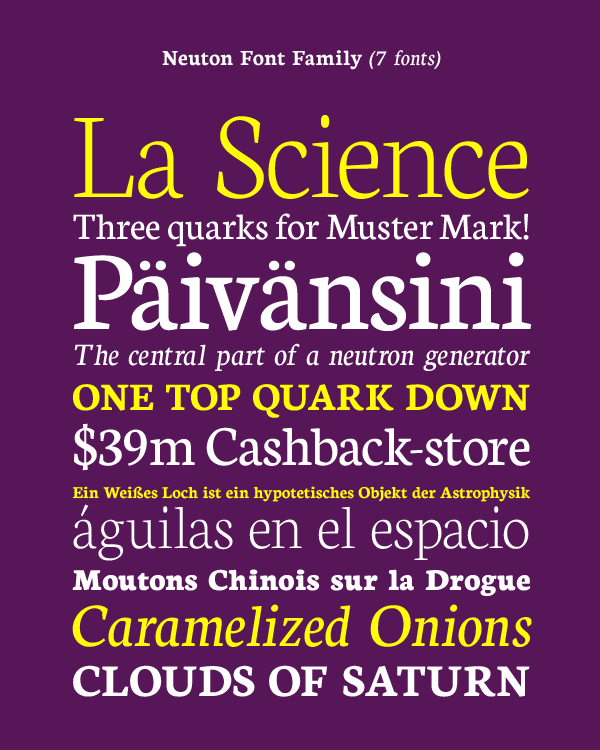 Neuton Font Family (7 fonts)
La Science
Three quarks for Muster Mark!
Päivänsini
The central part of a neutron generator
ONE TOP QUARK DOWN
$39m Cashback-store
Ein Weißes Loch ist ein hypotetisches Objekt der Astrophysik
águilas en el espacio
Moutons Chinois sur la Drogue
Caramelized Onions
CLOUDS OF SATURN